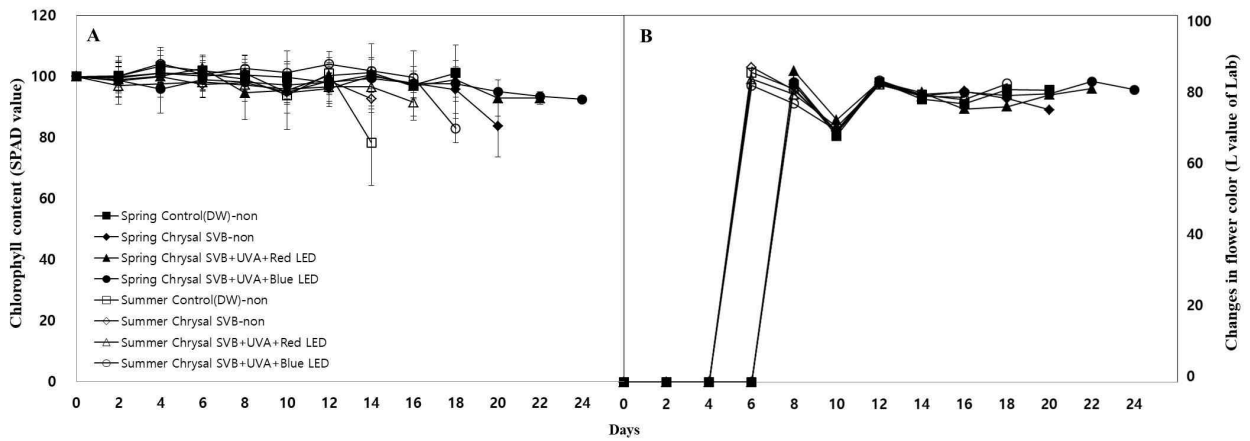 A
B
Chlorophyll content (SPAD value)
120
100
80
60
40
20
0
Spring Control(DW)-non
Spring Chrysal SVB-non
Spring Chrysal SVB+UVA+Red LED
Spring Chrysal SVB+UVA+Blue LED
Summer Control(DW)-non
Summer Chrysal SVB-non
Summer Chrysal SVB+UVA+Red LED
Summer Chrysal SVB+UVA+Blue LED
0 2 4 6 8 10 12 14 16 18 20 22 24
0 2 4 6 8 10 12 14 16 18 20 22 24
Days
100
80
60
40
20
0
Changes in flower color (L value of Lab)